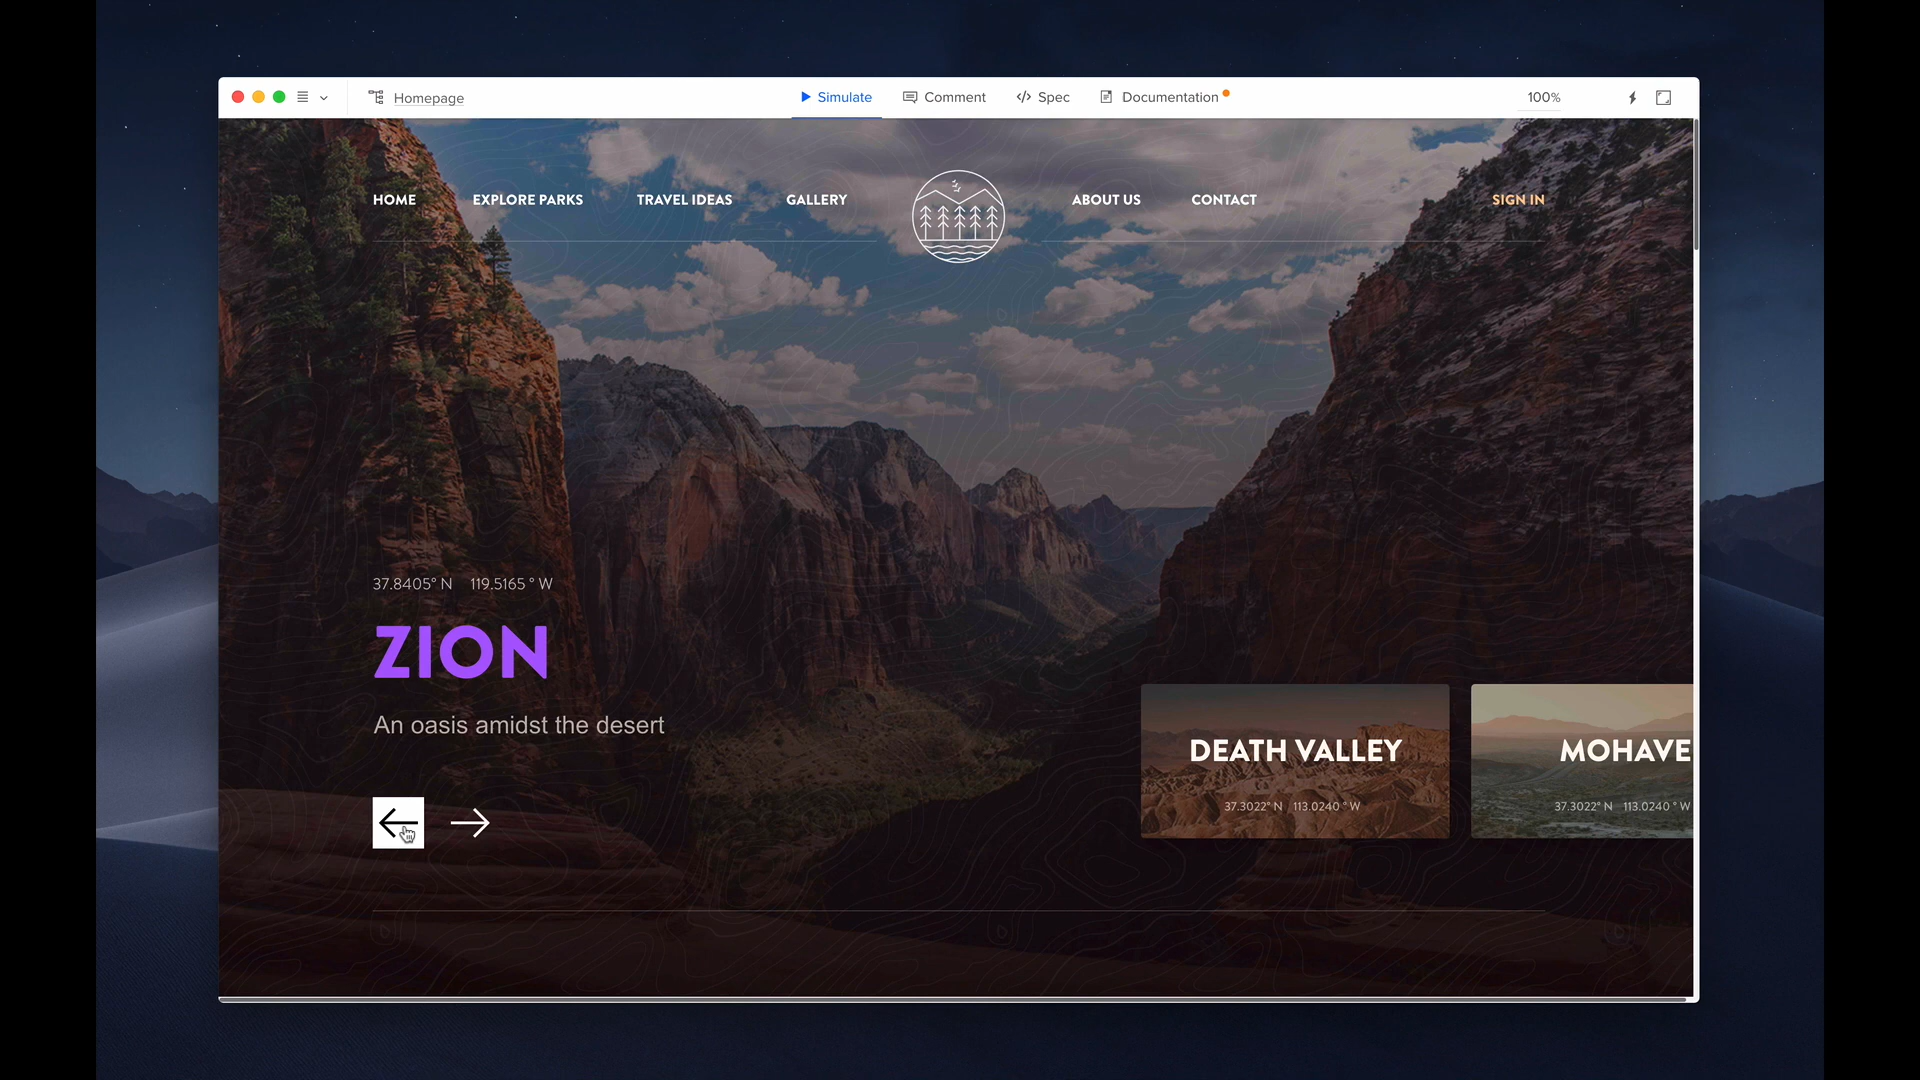 Homepage
Simulate
Comment
Spec
Documentation
100%
HOME
EXPLORE PARKS
TRAVEL IDEAS
GALLERY
ABOUT US
CONTACT
SIGN IN
37.8405° N 119.5165 ° W
ZION
An oasis amidst the desert
DEATH VALLEY
37.3022° N 113.0240 ° W
MOHAVE
37.3022° N 113.0240 ° W